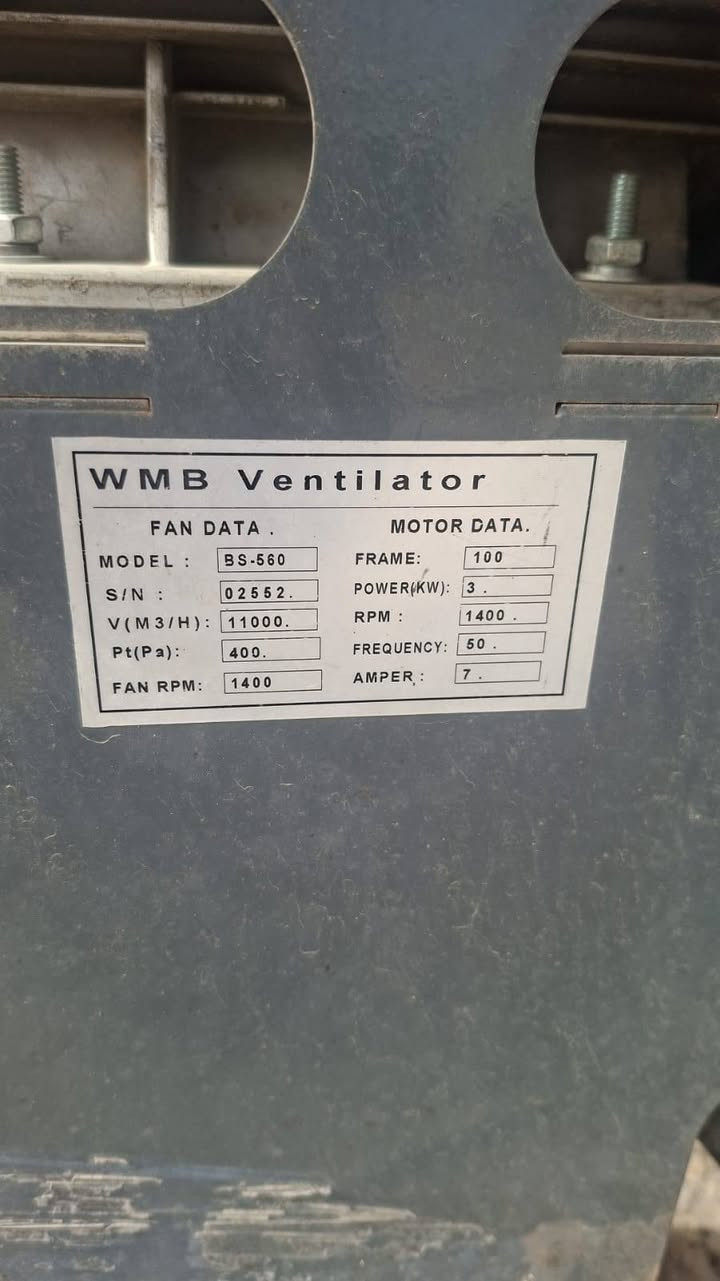 WMB Ventilator
FAN DATA .
MODEL : BS-560
S/N : 02552.
V(M3/H): 11000.
Pt(Pa): 400.
FAN RPM: 1400
MOTOR DATA.
FRAME: 100
POWER(KW): 3 .
RPM : 1400 .
FREQUENCY: 50 .
AMPER : 7 .